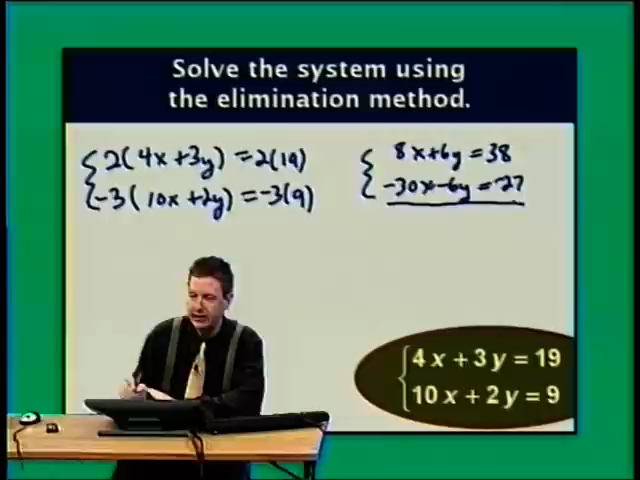 Solve the system using
the elimination method.
2(4x+3y)=2(19)
-3(10x+2y)=-3(9)
8x+6y=38
-30x-6y=-27
4x+3y=19
10x+2y=9